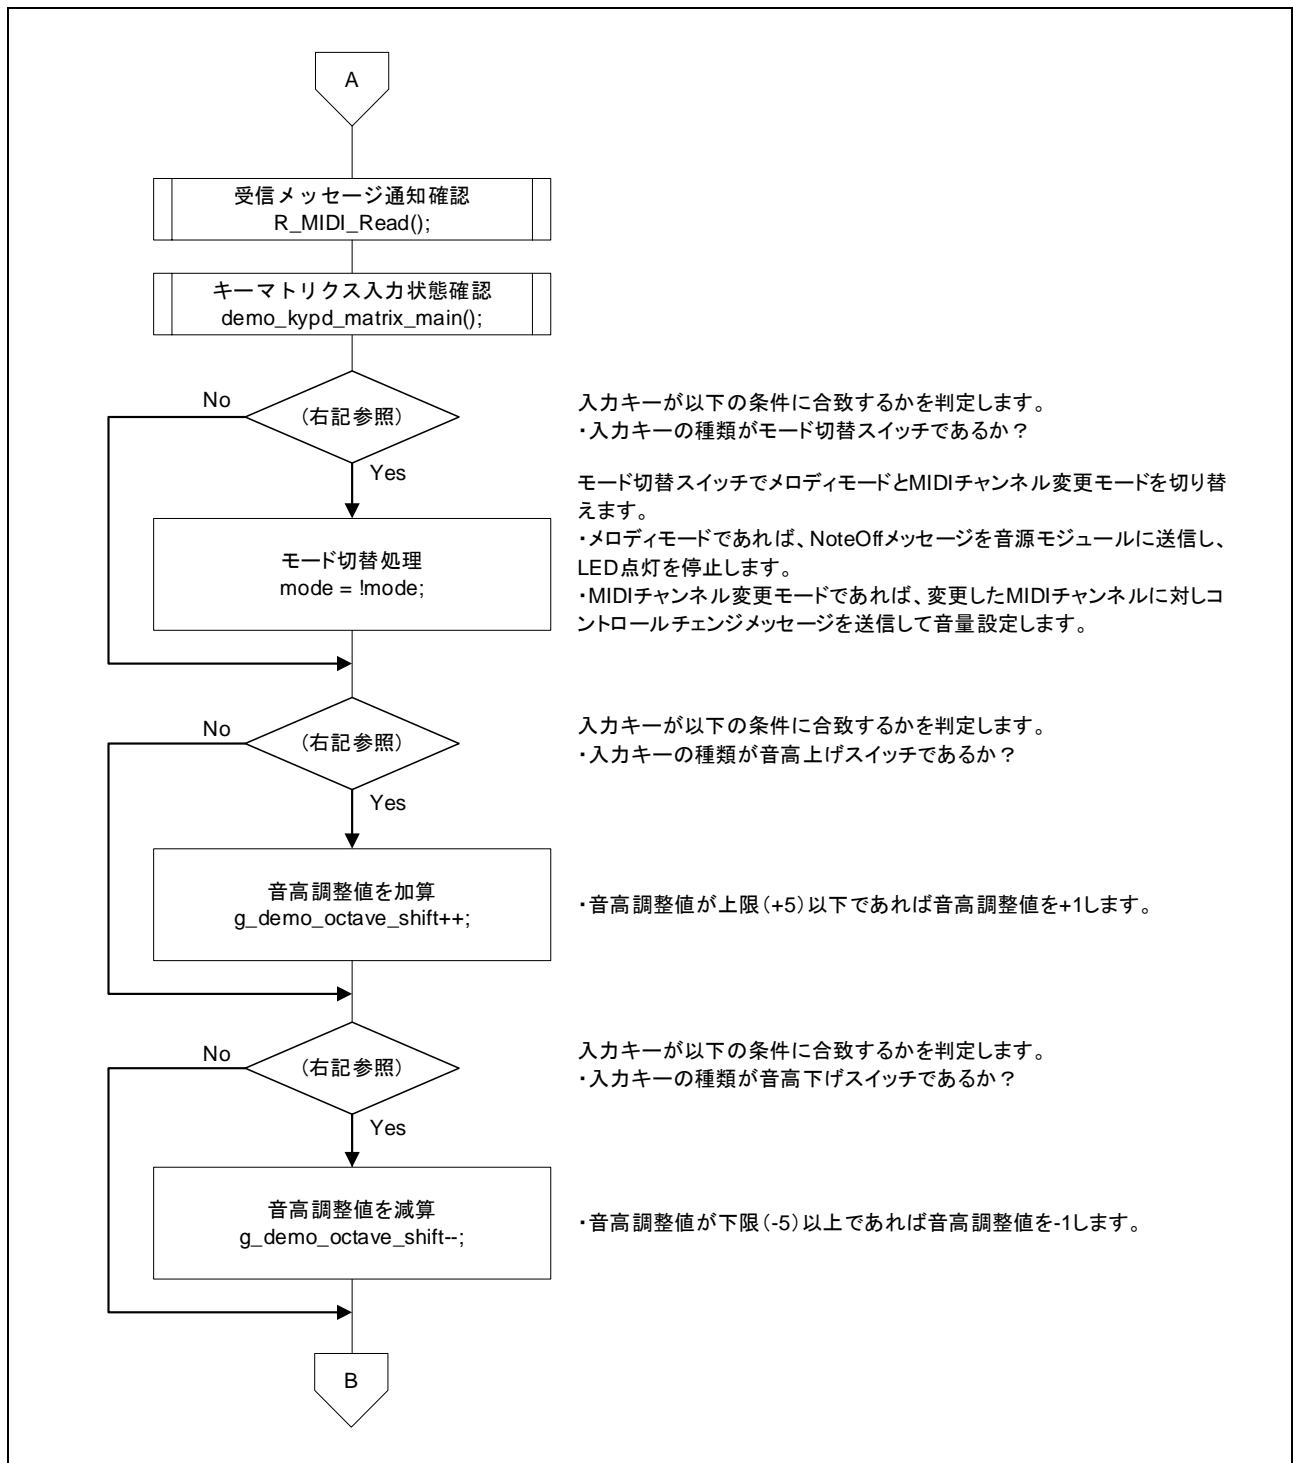 A
受信メッセージ通知確認
R_MIDI_Read();
キーマトリクス入力状態確認
demo_kypd_matrix_main();
No
(右記参照)
Yes
入力キーが以下の条件に合致するかを判定します。
・入力キーの種類がモード切替スイッチであるか？
モード切替処理
mode = !mode;
モード切替スイッチでメロディモードとMIDIチャンネル変更モードを切り替
えます。
・メロディモードであれば、NoteOffメッセージを音源モジュールに送信し、
LED点灯を停止します。
・MIDIチャンネル変更モードであれば、変更したMIDIチャンネルに対しコ
ントロールチェンジメッセージを送信して音量設定します。
No
(右記参照)
Yes
入力キーが以下の条件に合致するかを判定します。
・入力キーの種類が音高上げスイッチであるか？
音高調整値を加算
g_demo_octave_shift++;
・音高調整値が上限(+5)以下であれば音高調整値を+1します。
No
(右記参照)
Yes
入力キーが以下の条件に合致するかを判定します。
・入力キーの種類が音高下げスイッチであるか？
音高調整値を減算
g_demo_octave_shift--;
・音高調整値が下限(-5)以上であれば音高調整値を-1します。
B